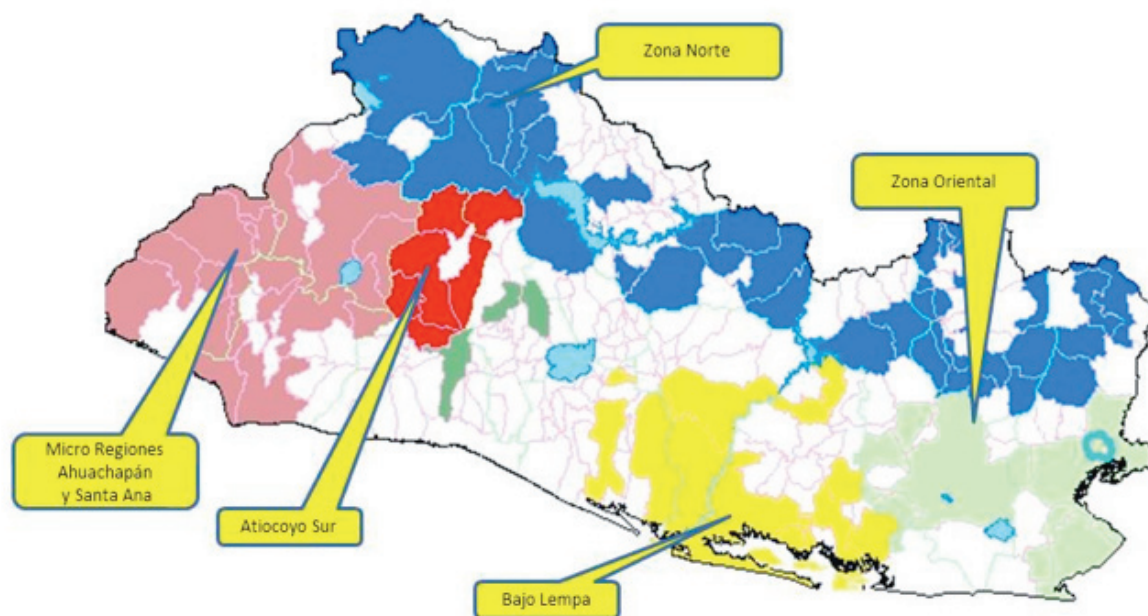 Zona Norte
Zona Oriental
Micro Regiones
Ahuachapán
y Santa Ana
Atiocoyo Sur
Bajo Lempa